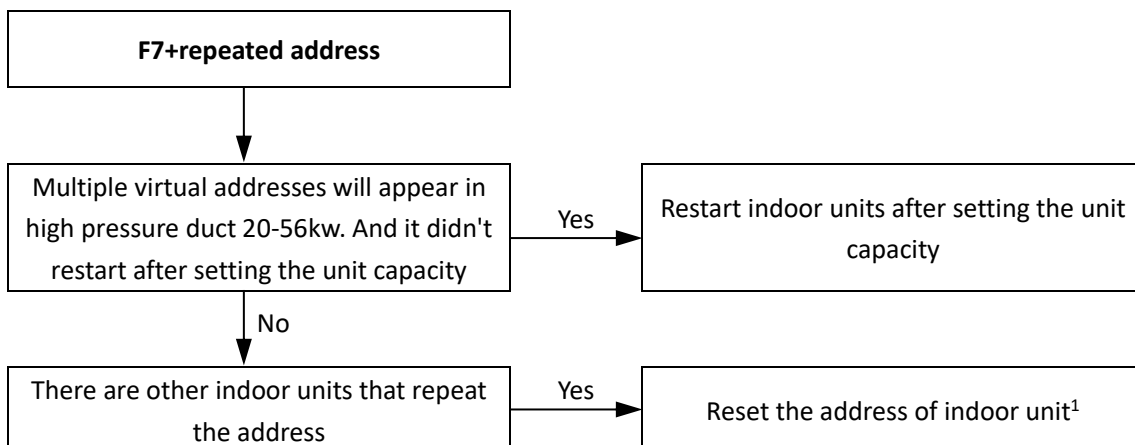 F7+repeated address
Multiple virtual addresses will appear in
high pressure duct 20-56kw. And it didn't
restart after setting the unit capacity
Yes
Restart indoor units after setting the unit
capacity
No
There are other indoor units that repeat
the address
Yes
Reset the address of indoor unit¹